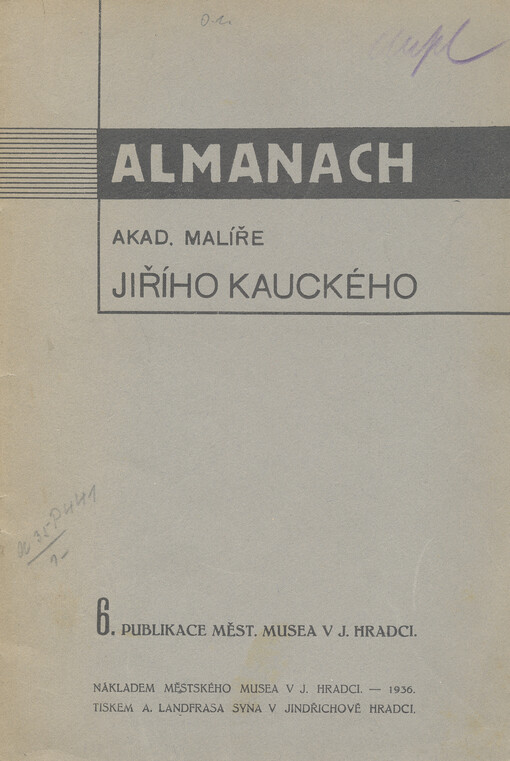 ALMANACH
AKAD. MALÍŘE
JIŘÍHO KAUCKÉHO
6. PUBLIKACE MĚST. MUSEA V J. HRADCI.
NÁKLADEM MĚSTSKÉHO MUSEA V J. HRADCI. — 1936.
TISKEM A. LANDFRASA SYNA V JINDŘICHOVĚ HRADCI.